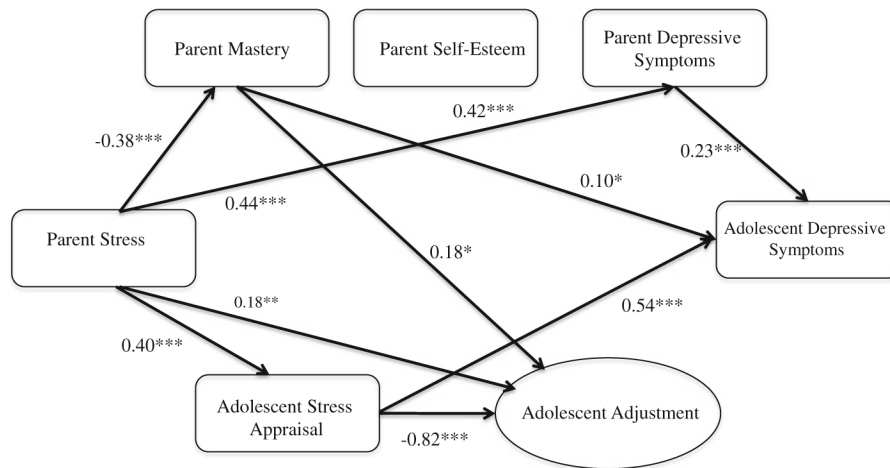 Parent Mastery
Parent Self-Esteem
Parent Depressive
Symptoms
0.42***
-0.38***
0.23***
0.10*
0.44***
Parent Stress
Adolescent Depressive
Symptoms
0.18*
0.18**
0.54***
0.40***
Adolescent Stress
Appraisal
Adolescent Adjustment
-0.82***